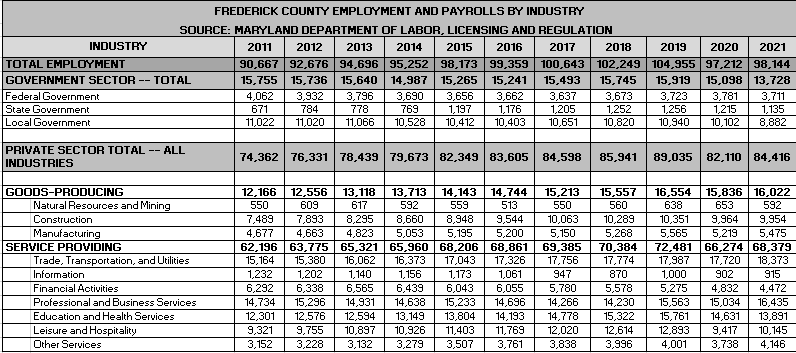 FREDERICK COUNTY EMPLOYMENT AND PAYROLLS BY INDUSTRY
SOURCE: MARYLAND DEPARTMENT OF LABOR, LICENSING AND REGULATION
INDUSTRY 2011 2012 2013 2014 2015 2016 2017 2018 2019 2020 2021
TOTAL EMPLOYMENT 90,667 92,676 94,696 95,252 98,173 99,359 100,643 102,249 104,955 97,212 98,144
GOVERNMENT SECTOR -- TOTAL 15,755 15,736 15,640 14,987 15,265 15,241 15,493 15,745 15,919 15,098 13,728
Federal Government 4,062 3,932 3,796 3,690 3,656 3,662 3,637 3,673 3,723 3,781 3,711
State Government 671 784 778 769 1,197 1,176 1,205 1,252 1,256 1,215 1,135
Local Government 11,022 11,020 11,066 10,528 10,412 10,403 10,651 10,820 10,940 10,102 8,882
PRIVATE SECTOR TOTAL -- ALL
INDUSTRIES 74,362 76,331 78,439 79,673 82,349 83,605 84,598 85,941 89,035 82,110 84,416
GOODS-PRODUCING 12,166 12,556 13,118 13,713 14,143 14,744 15,213 15,557 16,554 15,836 16,022
Natural Resources and Mining 550 609 617 592 559 513 550 560 638 653 592
Construction 7,489 7,893 8,295 8,660 8,948 9,544 10,063 10,289 10,351 9,964 9,954
Manufacturing 4,677 4,663 4,823 5,053 5,195 5,200 5,150 5,268 5,565 5,219 5,475
SERVICE PROVIDING 62,196 63,775 65,321 65,960 68,206 68,861 69,385 70,384 72,481 66,274 68,379
Trade, Transportation, and Utilities 15,164 15,380 16,062 16,373 17,043 17,326 17,756 17,774 17,987 17,720 18,373
Information 1,232 1,202 1,140 1,156 1,173 1,061 947 870 1,000 902 915
Financial Activities 6,292 6,338 6,565 6,439 6,043 6,055 5,780 5,578 5,275 4,832 4,472
Professional and Business Services 14,734 15,296 14,931 14,638 15,233 14,696 14,266 14,230 15,563 15,034 16,435
Education and Health Services 12,301 12,576 12,594 13,149 13,804 14,193 14,778 15,322 15,761 14,631 13,891
Leisure and Hospitality 9,321 9,755 10,897 10,926 11,403 11,769 12,020 12,614 12,893 9,417 10,145
Other Services 3,152 3,228 3,132 3,279 3,507 3,761 3,838 3,996 4,001 3,738 4,146